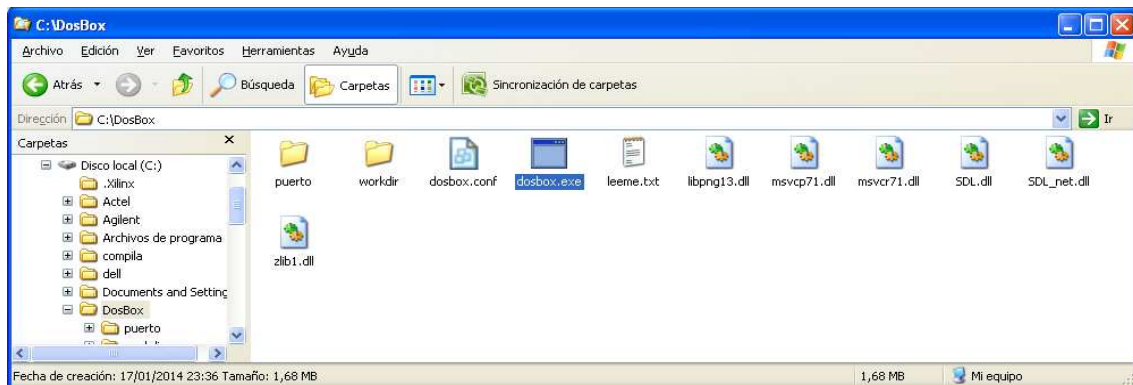 C:\DosBox
Archivo Edición Ver Favoritos Herramientas Ayuda
Atrás Búsqueda Carpetas Sincronización de carpetas
Dirección C:\DosBox Ir
Carpetas
Disco local (C:)
.Xilinx
Actel
Agilent
Archivos de programa
compila
dell
Documents and Setting
DosBox
puerto
puerto workdir dosbox.conf dosbox.exe leeme.txt libpng13.dll msvcp71.dll msvcr71.dll SDL.dll SDL_net.dll
zlib1.dll
Fecha de creación: 17/01/2014 23:36 Tamaño: 1,68 MB 1,68 MB Mi equipo